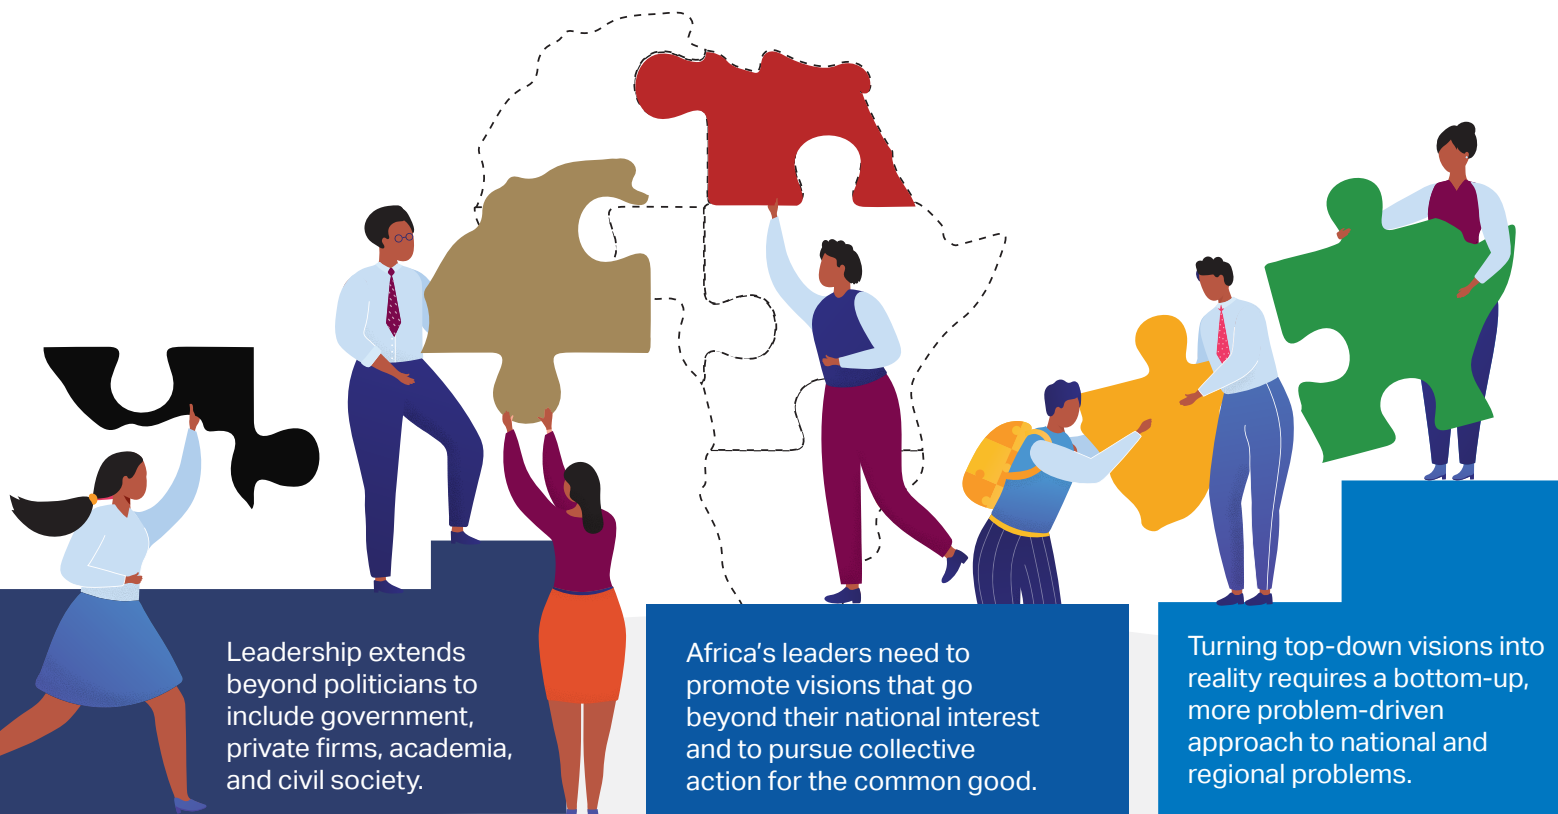 Leadership extends
beyond politicians to
include government,
private firms, academia,
and civil society.
Africa’s leaders need to
promote visions that go
beyond their national interest
and to pursue collective
action for the common good.
Turning top-down visions into
reality requires a bottom-up,
more problem-driven
approach to national and
regional problems.